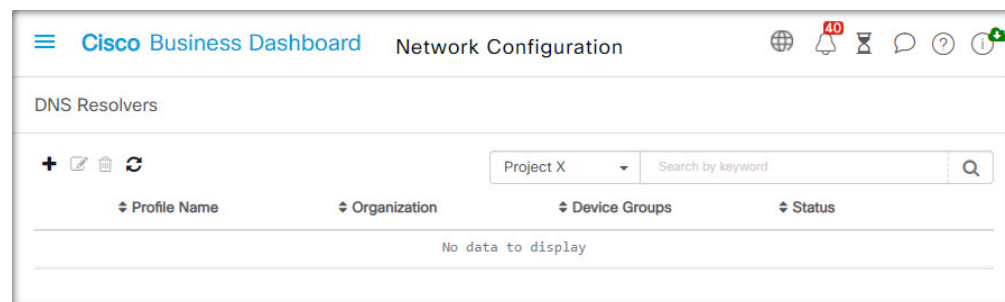 Cisco Business Dashboard Network Configuration 40
DNS Resolvers
Project X Search by keyword
Profile Name Organization Device Groups Status
No data to display